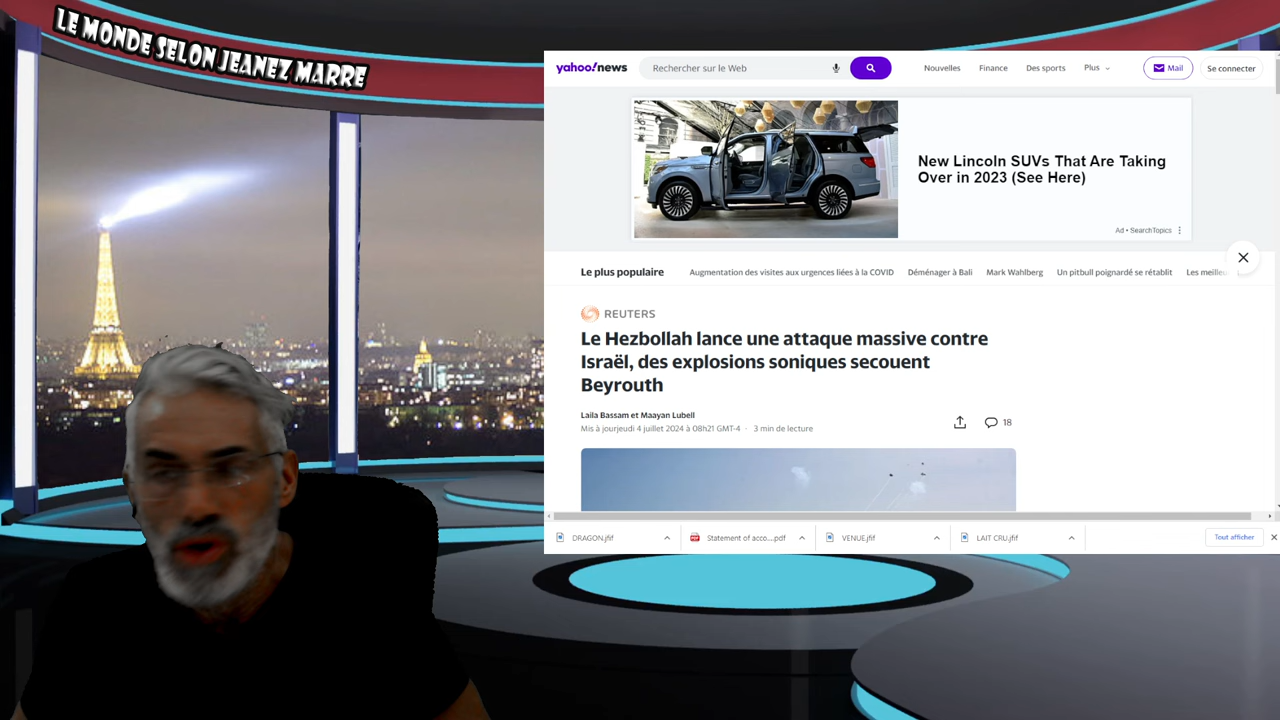 LE MONDE SELON JEANEZ MARRE
yahoo!news
Rechercher sur le Web
Nouvelles
Finance
Des sports
Plus
Mail
Se connecter
New Lincoln SUVs That Are Taking
Over in 2023 (See Here)
Ad • SearchTopics
Le plus populaire
Augmentation des visites aux urgences liées à la COVID
Déménager à Bali
Mark Wahlberg
Un pitbull poignardé se rétablit
Les meilleu
REUTERS
Le Hezbollah lance une attaque massive contre
Israël, des explosions soniques secouent
Beyrouth
Laila Bassam et Maayan Lubell
Mis à jourjeudi 4 juillet 2024 à 08h21 GMT-4 · 3 min de lecture
18
DRAGON.jfif
PDF
Statement of acco....pdf
VENUE.jfif
LAIT CRU.jfif
Tout afficher